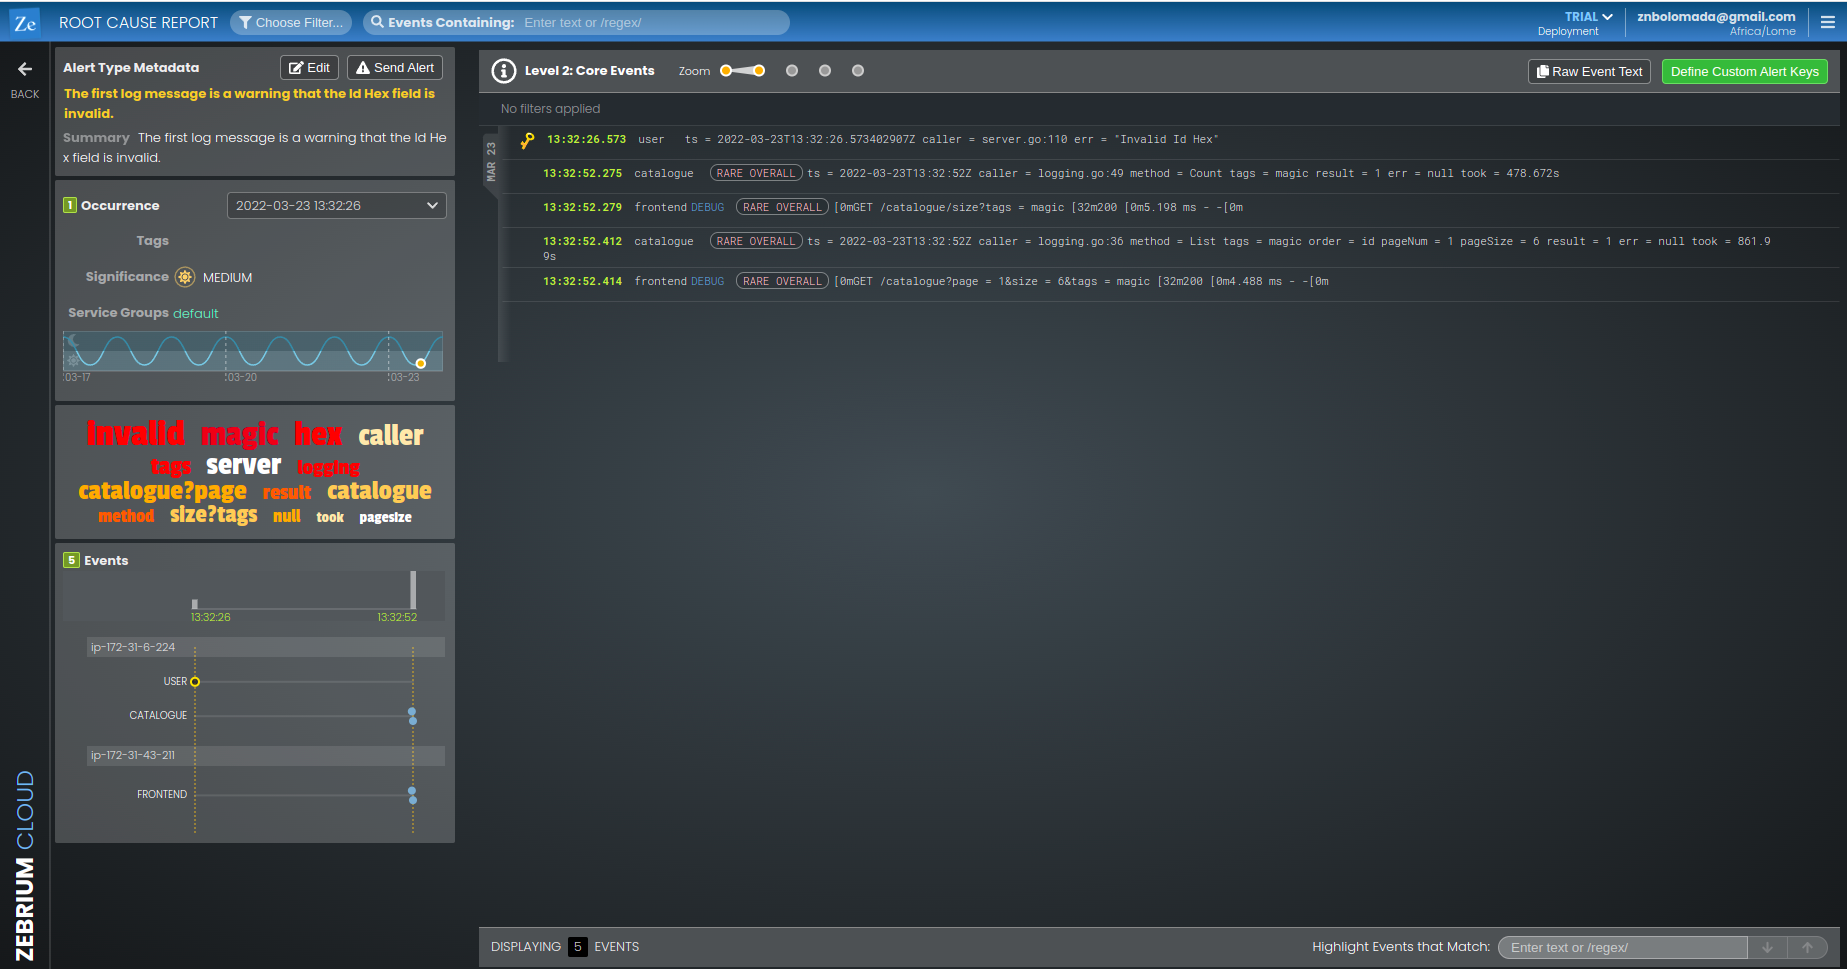 Ze ROOT CAUSE REPORT Choose Filter... Events Containing: Enter text or /regex/ TRIAL znbolomada@gmail.com
Deployment Africa/Lome
BACK
Alert Type Metadata Edit Send Alert
The first log message is a warning that the Id Hex field is
invalid.
Summary The first log message is a warning that the Id He
x field is invalid.
1 Occurrence 2022-03-23 13:32:26
Tags
Significance MEDIUM
Service Groups default
03-17 03-20 03-23
invalid magic hex caller
tags server logging
catalogue?page result catalogue
method size?tags null took pagesize
5 Events
13:32:26 13:32:52
ip-172-31-6-224
USER
CATALOGUE
ip-172-31-43-211
FRONTEND
ZEBRIUM CLOUD
Level 2: Core Events Zoom Raw Event Text Define Custom Alert Keys
No filters applied
MAR 23
13:32:26.573 user ts = 2022-03-23T13:32:26.573402907Z caller = server.go:110 err = "Invalid Id Hex"
13:32:52.275 catalogue RARE OVERALL ts = 2022-03-23T13:32:52Z caller = logging.go:49 method = Count tags = magic result = 1 err = null took = 478.672s
13:32:52.279 frontend DEBUG RARE OVERALL [0mGET /catalogue/size?tags = magic [32m200 [0m5.198 ms - -[0m
13:32:52.412 catalogue RARE OVERALL ts = 2022-03-23T13:32:52Z caller = logging.go:36 method = List tags = magic order = id pageNum = 1 pageSize = 6 result = 1 err = null took = 861.9
9s
13:32:52.414 frontend DEBUG RARE OVERALL [0mGET /catalogue?page = 1&size = 6&tags = magic [32m200 [0m4.488 ms - -[0m
DISPLAYING 5 EVENTS Highlight Events that Match: Enter text or /regex/